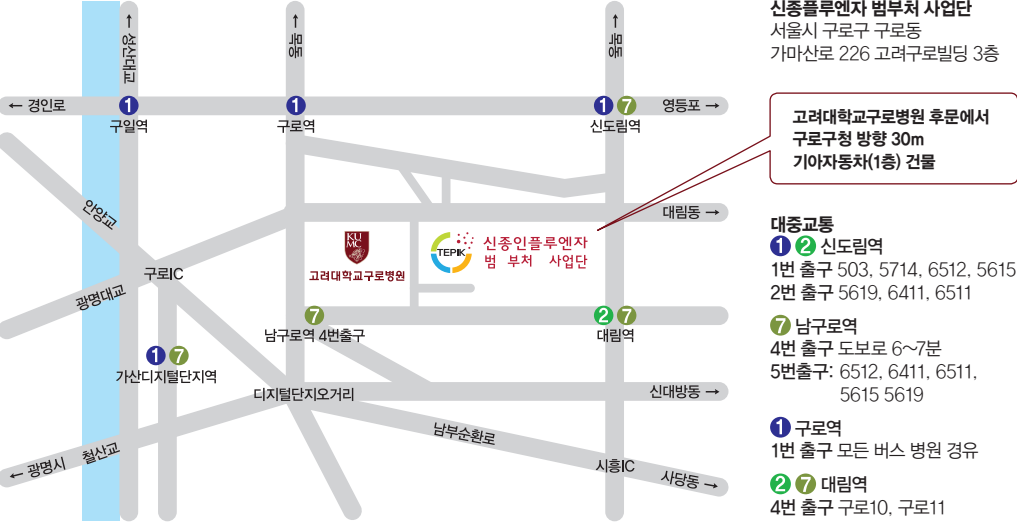 ← 성산대교
← 목동
← 목동
← 경인로
1
1
1 7
영등포 →
구일역
구로역
신도림역
안양교
대림동 →
KU
MC
고려대학교구로병원
TEPIK
신종인플루엔자
범 부처 사업단
구로IC
광명대교
7
남구로역 4번출구
2 7
대림역
1 7
가산디지털단지역
디지털단지오거리
신대방동 →
남부순환로
← 광명시
철산교
시흥IC
사당동 →
신종플루엔자 범부처 사업단
서울시 구로구 구로동
가마산로 226 고려구로빌딩 3층
고려대학교구로병원 후문에서
구로구청 방향 30m
기아자동차(1층) 건물
대중교통
1 2 신도림역
1번 출구 503, 5714, 6512, 5615
2번 출구 5619, 6411, 6511
7 남구로역
4번 출구 도보로 6~7분
5번출구: 6512, 6411, 6511,
5615 5619
1 구로역
1번 출구 모든 버스 병원 경유
2 7 대림역
4번 출구 구로10, 구로11